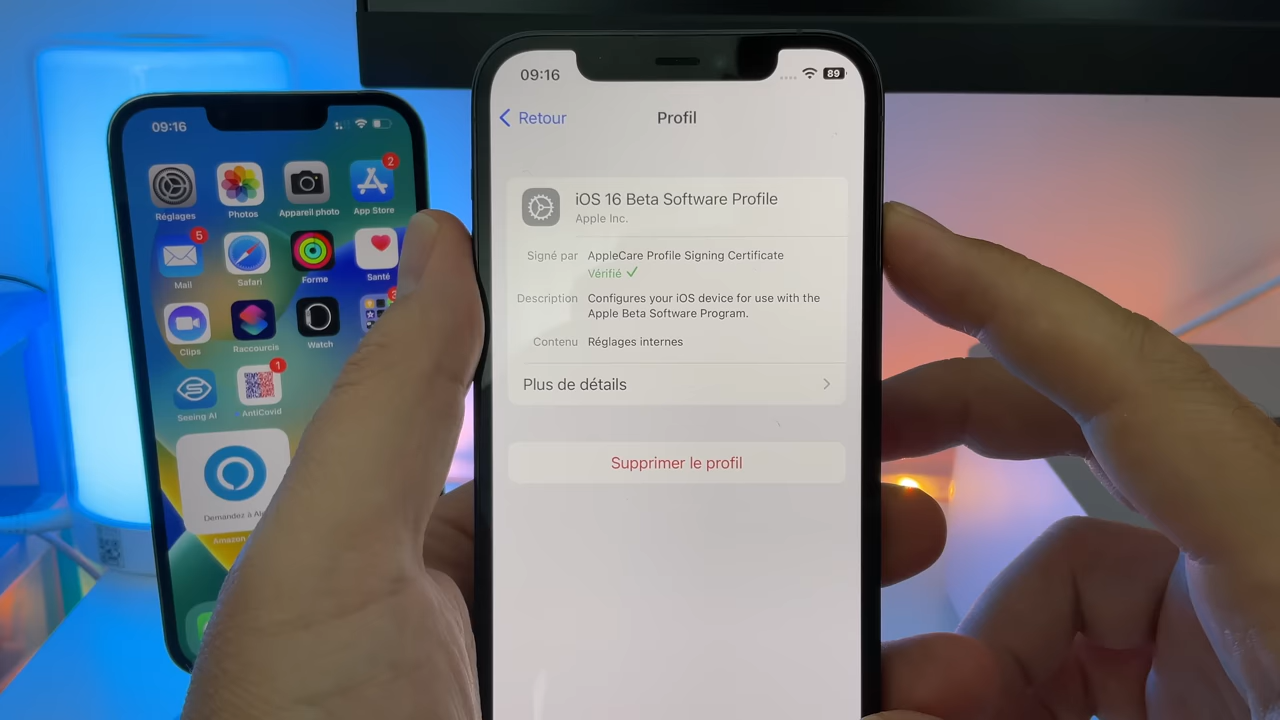 09:16
Réglages
Photos
Appareil photo
App Store
2
Mail
5
Safari
Forme
Santé
Clips
Raccourcis
Watch
3
Seeing AI
AntiCovid
1
Demandez à
Amazon
09:16
89
Retour
Profil
iOS 16 Beta Software Profile
Apple Inc.
Signé par AppleCare Profile Signing Certificate
Vérifié ✓
Description Configures your iOS device for use with the
Apple Beta Software Program.
Contenu Réglages internes
Plus de détails
Supprimer le profil